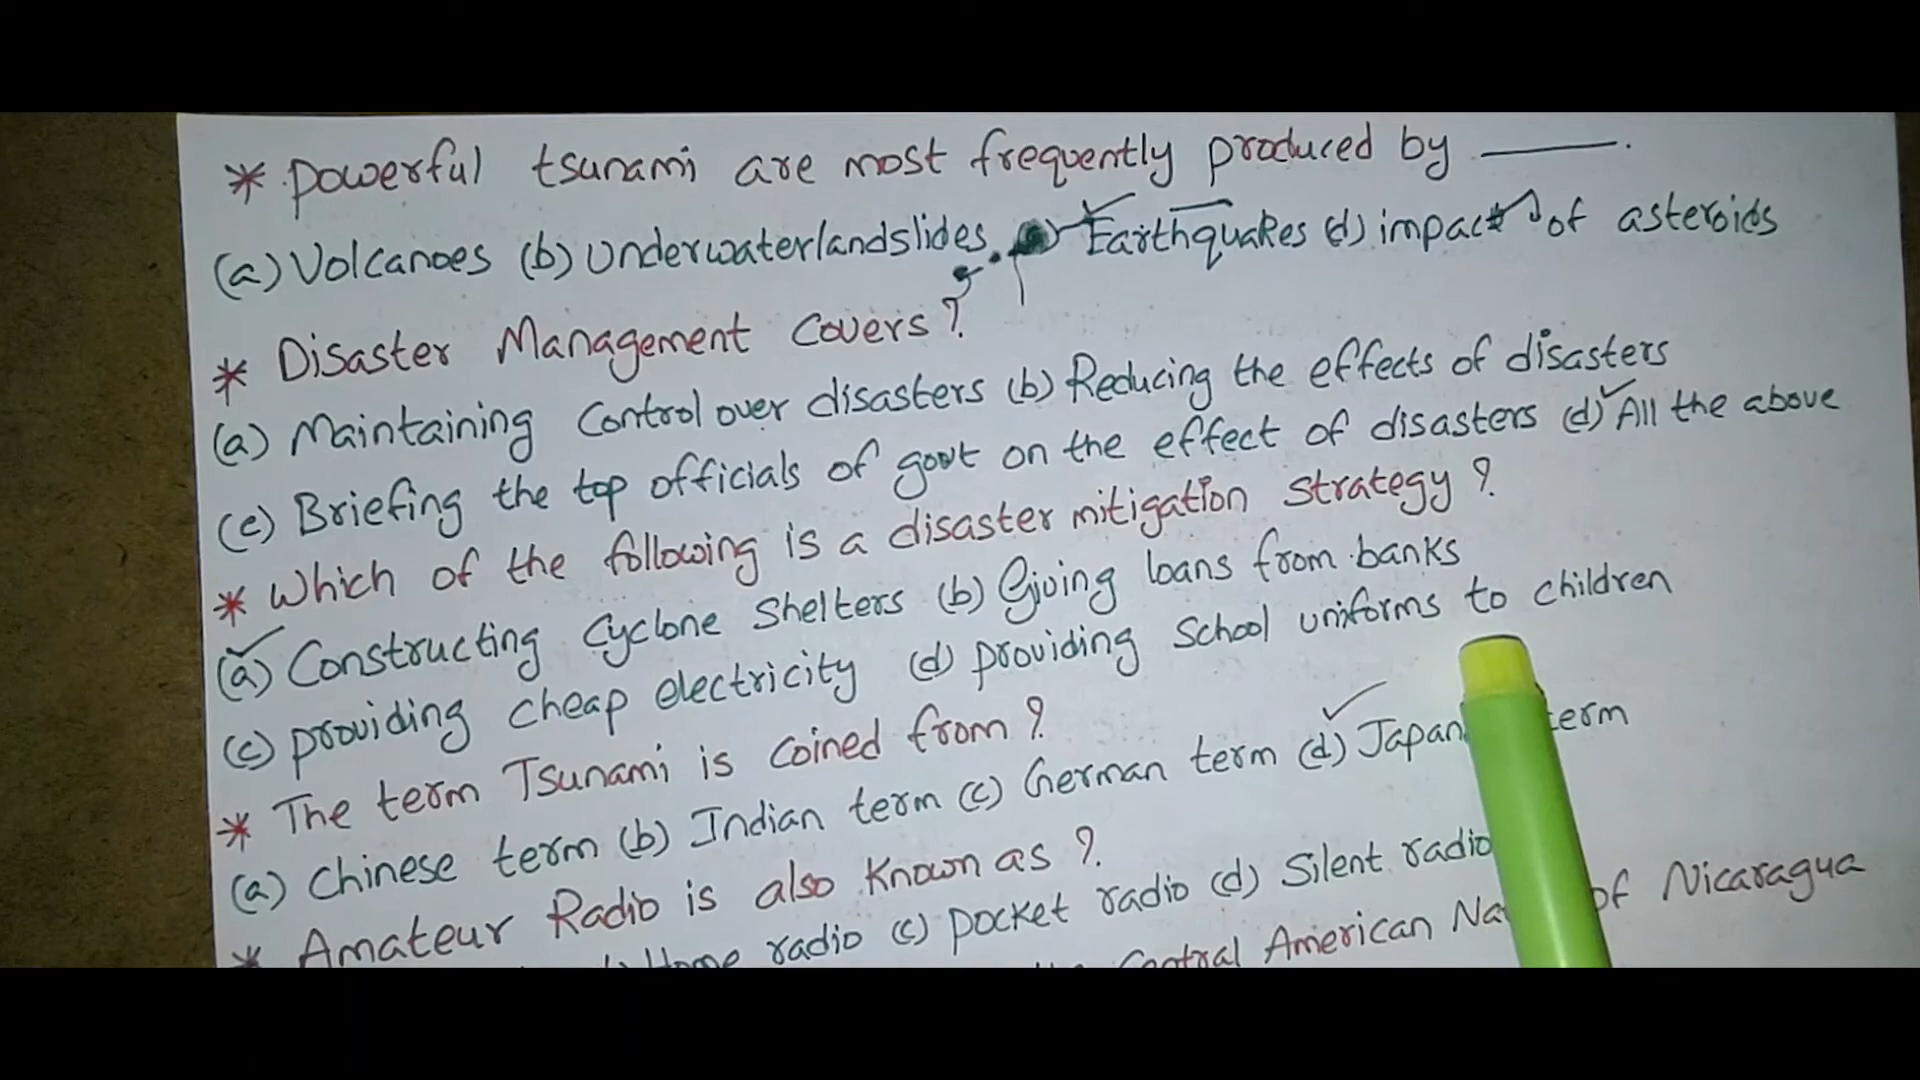 * Powerful tsunami are most frequently produced by ———.
(a) Volcanoes (b) Underwaterlandslides. Earthquakes (d) impact of asteroids
* Disaster Management Covers?
(a) Maintaining Control over disasters (b) Reducing the effects of disasters
(c) Briefing the top officials of govt on the effect of disasters (d) All the above
* Which of the following is a disaster mitigation strategy?
(a) Constructing Cyclone Shelters (b) Giving loans from banks
(c) providing cheap electricity (d) providing School uniforms to children
* The term Tsunami is coined from?
(a) Chinese term (b) Indian term (c) German term (d) Japan term
* Amateur Radio is also known as?
Home radio (c) pocket radio (d) Silent radio
Central American Na of Nicaragua